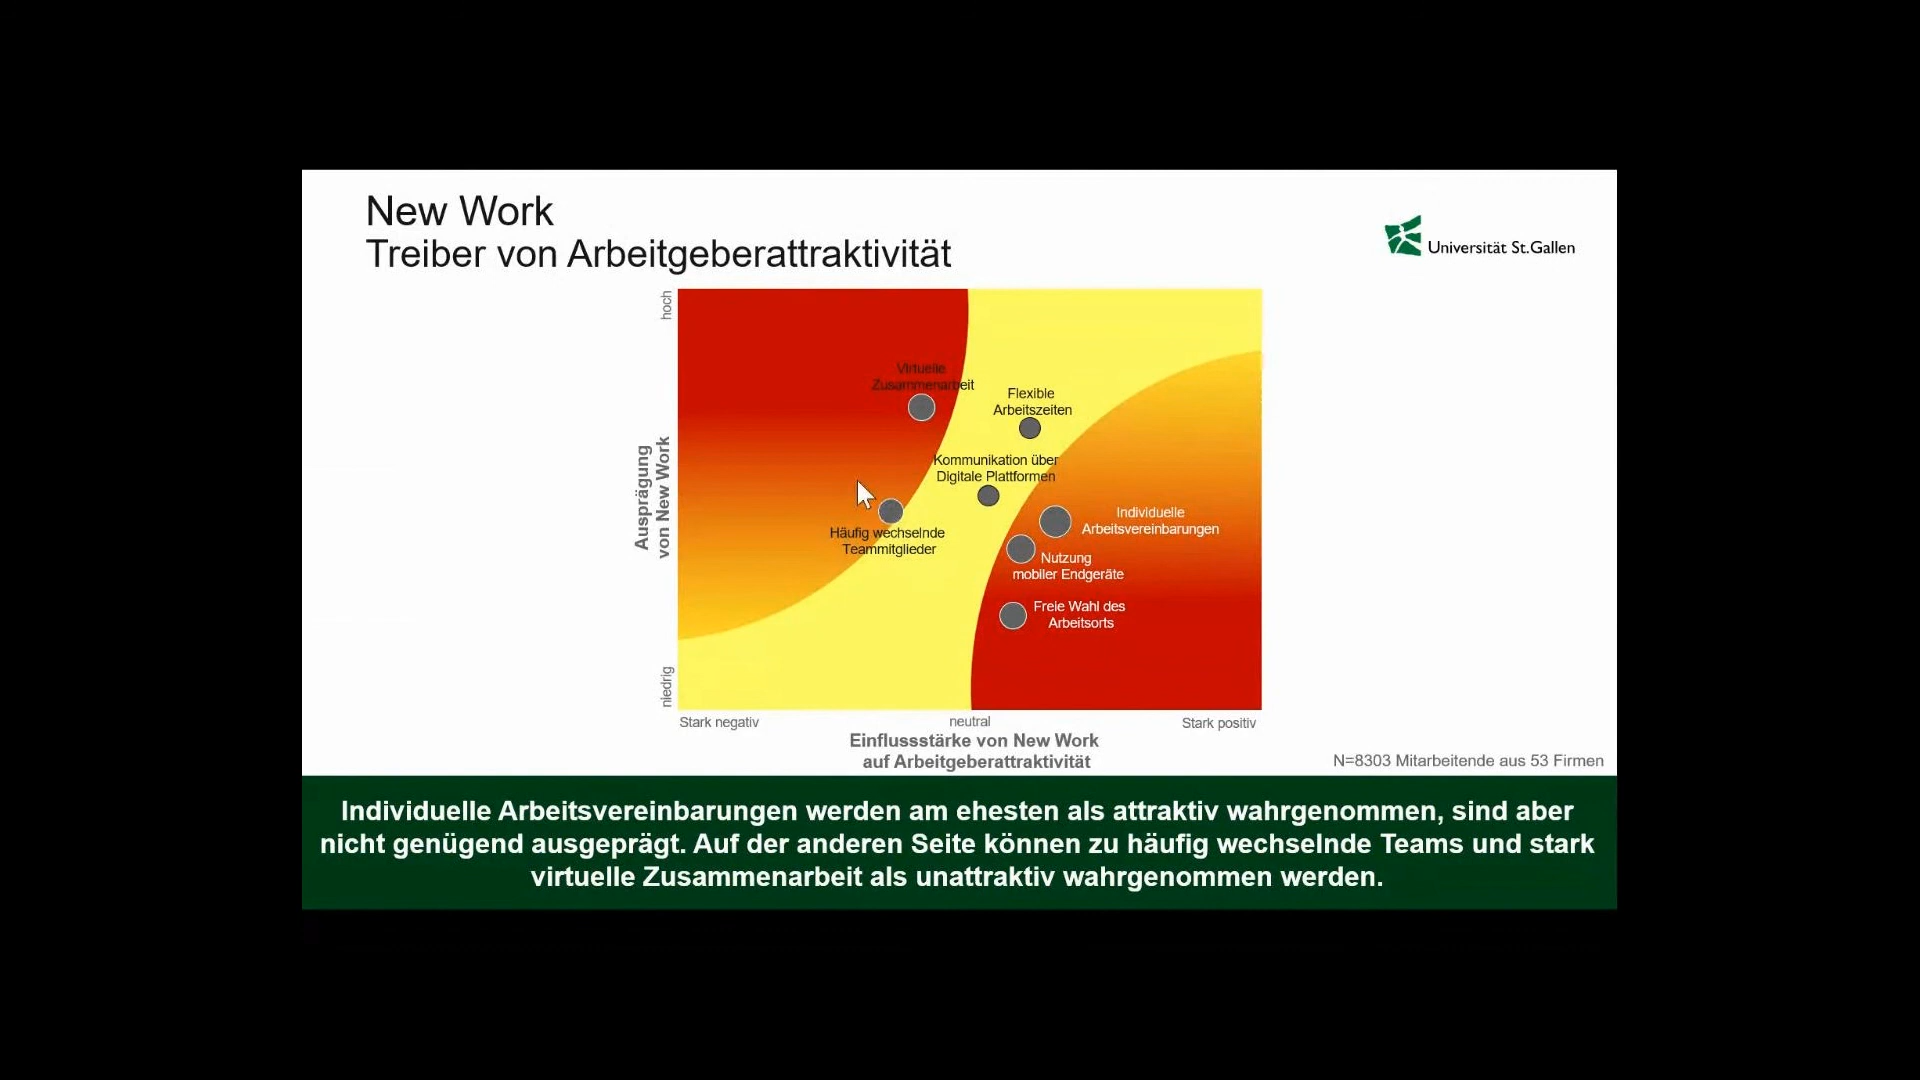 New Work
Treiber von Arbeitgeberattraktivität
Universität St.Gallen
hoch
Ausprägung
von New Work
niedrig
Virtuelle
Zusammenarbeit
Flexible
Arbeitszeiten
Kommunikation über
Digitale Plattformen
Häufig wechselnde
Teammitglieder
Individuelle
Arbeitsvereinbarungen
Nutzung
mobiler Endgeräte
Freie Wahl des
Arbeitsorts
Stark negativ
neutral
Stark positiv
Einflussstärke von New Work
auf Arbeitgeberattraktivität
N=8303 Mitarbeitende aus 53 Firmen
Individuelle Arbeitsvereinbarungen werden am ehesten als attraktiv wahrgenommen, sind aber
nicht genügend ausgeprägt. Auf der anderen Seite können zu häufig wechselnde Teams und stark
virtuelle Zusammenarbeit als unattraktiv wahrgenommen werden.